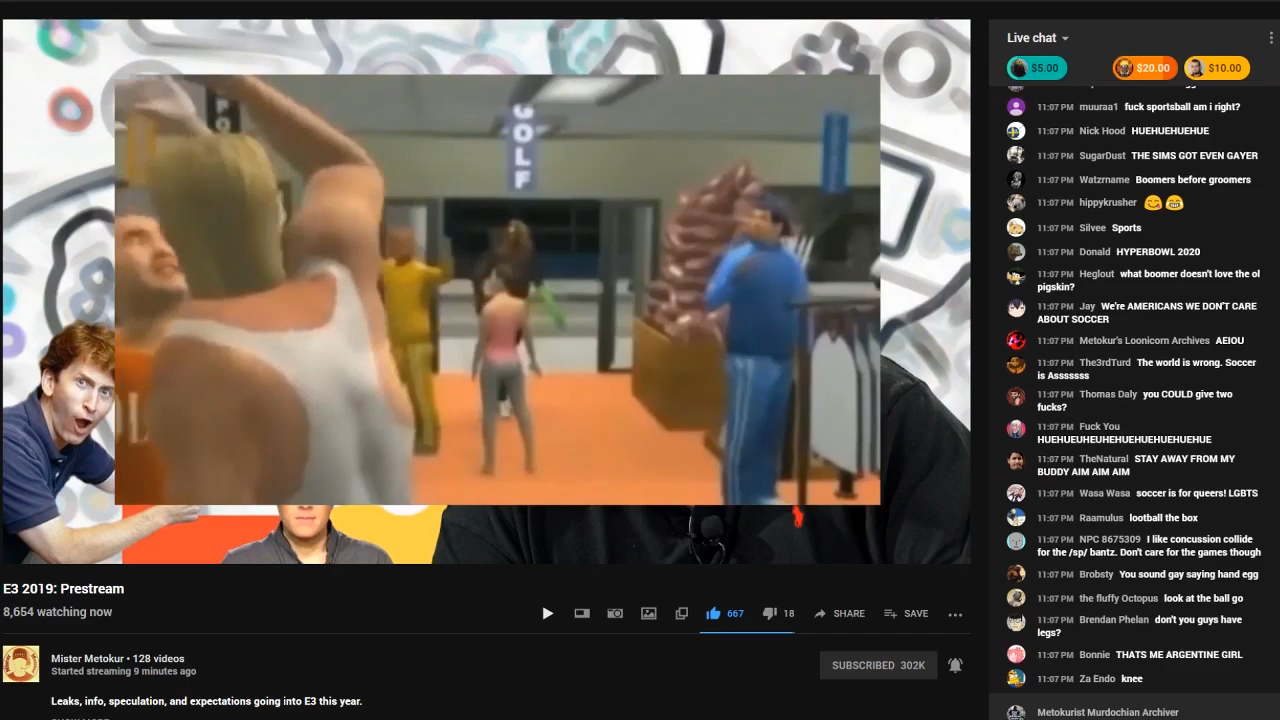 GOLF
E3 2019: Prestream
8,654 watching now
667
18
SHARE
SAVE
Mister Metokur • 128 videos
Started streaming 9 minutes ago
SUBSCRIBED 302K
Leaks, info, speculation, and expectations going into E3 this year.
Live chat
$5.00
$20.00
$10.00
11:07 PM muuraa1 fuck sportsball am i right?
11:07 PM Nick Hood HUEHUEHUEHUE
11:07 PM SugarDust THE SIMS GOT EVEN GAYER
11:07 PM Watzrname Boomers before groomers
11:07 PM hippykrusher 😋😂
11:07 PM Silvee Sports
11:07 PM Donald HYPERBOWL 2020
11:07 PM Heglout what boomer doesn't love the ol
pigskin?
11:07 PM Jay We're AMERICANS WE DON'T CARE
ABOUT SOCCER
11:07 PM Metokur's Loonicorn Archives AEIOU
11:07 PM The3rdTurd The world is wrong. Soccer
is Asssssss
11:07 PM Thomas Daly you COULD give two
fucks?
11:07 PM Fuck You
HUEHUEUHEUHEHUEHUEHUEHUEHUE
11:07 PM TheNatural STAY AWAY FROM MY
BUDDY AIM AIM AIM
11:07 PM Wasa Wasa soccer is for queers! LGBTS
11:07 PM Raamulus lootball the box
11:07 PM NPC 8675309 I like concussion collide
for the /sp/ bantz. Don't care for the games though
11:07 PM Brobsty You sound gay saying hand egg
11:07 PM the fluffy Octopus look at the ball go
11:07 PM Brendan Phelan don't you guys have
legs?
11:07 PM Bonnie THATS ME ARGENTINE GIRL
11:07 PM Za Endo knee
Metokurist Murdochian Archiver